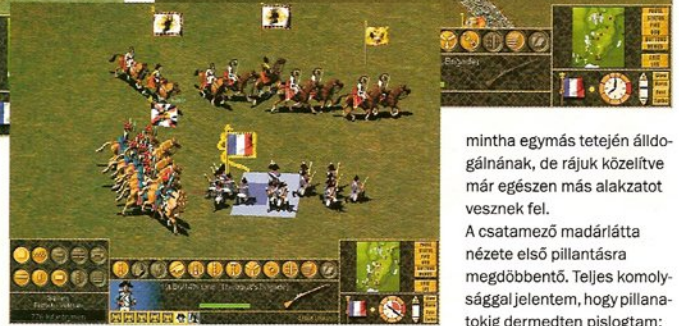 Brigades
mintha egymás tetején álldo-
gálnának, de rájuk közelítve
már egészen más alakzatot
vesznek fel.
A csatamező madárlátta
nézete első pillantásra
megdöbbentő. Teljes komoly-
sággal jelentem, hogy pillana-
tokig dermedten pislogtam: